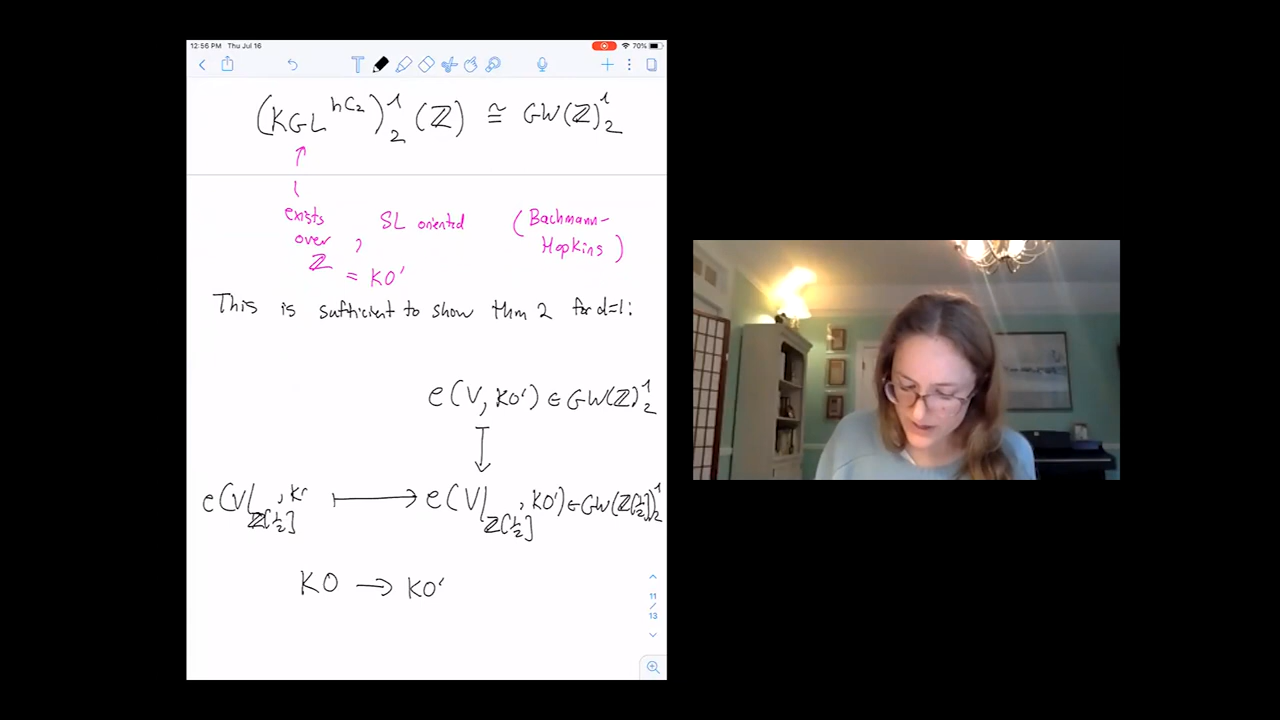 12:56 PM Thu Jul 16
70%
(KGL^{hC_2})^1_2 (ℤ) ≅ GW(ℤ)^1_2
exists over ℤ, SL oriented (Bachmann-Hopkins)
= KO'
This is sufficient to show thm 2 for d=1:
e(V, KO') ∈ GW(ℤ)^1_2
e(V|_{ℤ[1/2]}, K ⟼ e(V|_{ℤ[1/2]}, KO') ∈ GW(ℤ[1/2])^1_2
KO → KO'
11
/
13